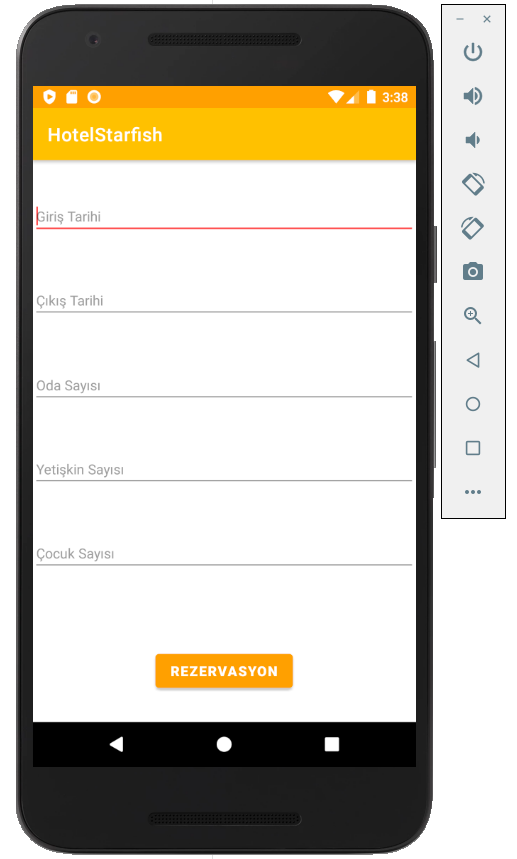 3:38
HotelStarfish
Giriş Tarihi
Çıkış Tarihi
Oda Sayısı
Yetişkin Sayısı
Çocuk Sayısı
REZERVASYON